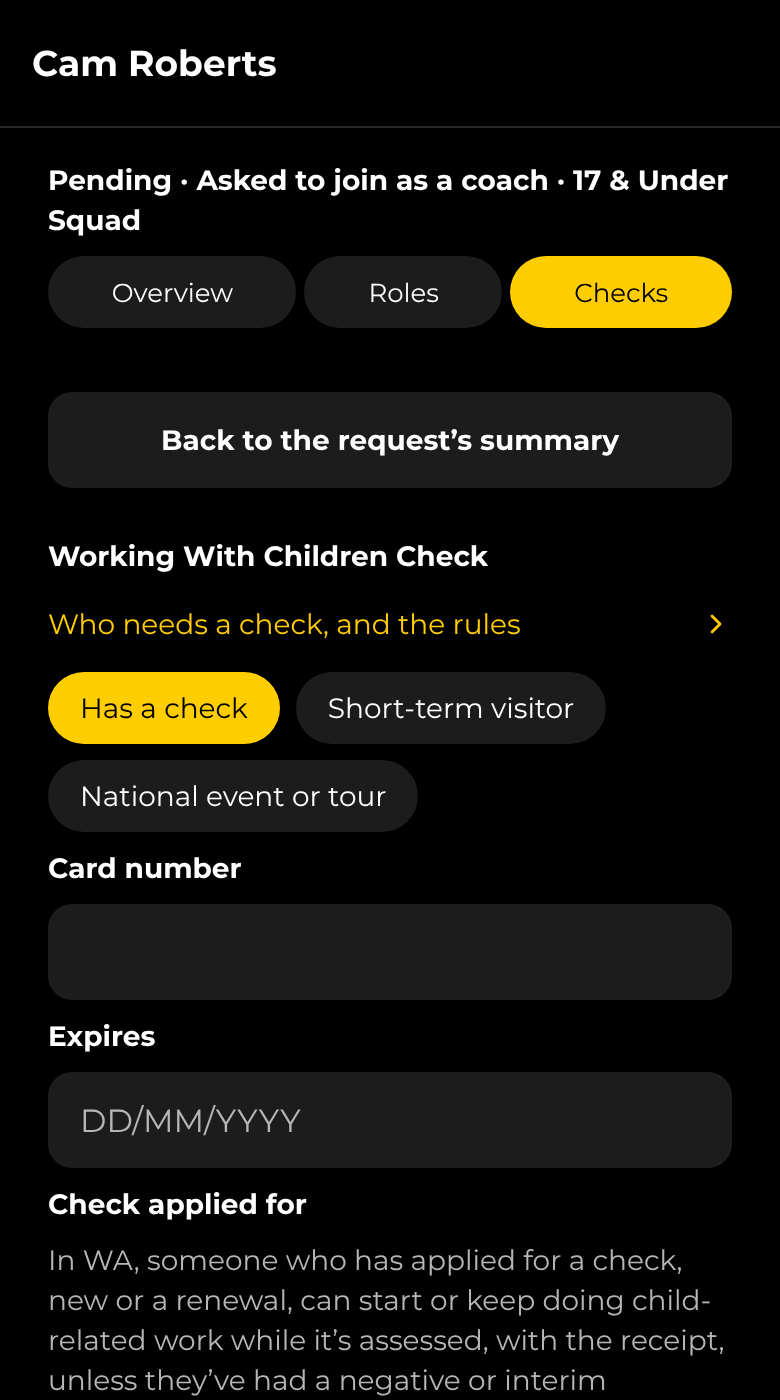 Cam Roberts
Pending · Asked to join as a coach · 17 & Under
Squad
Overview
Roles
Checks
Back to the request’s summary
Working With Children Check
Who needs a check, and the rules
Has a check
Short-term visitor
National event or tour
Card number
Expires
DD/MM/YYYY
Check applied for
In WA, someone who has applied for a check,
new or a renewal, can start or keep doing child-
related work while it’s assessed, with the receipt,
unless they’ve had a negative or interim